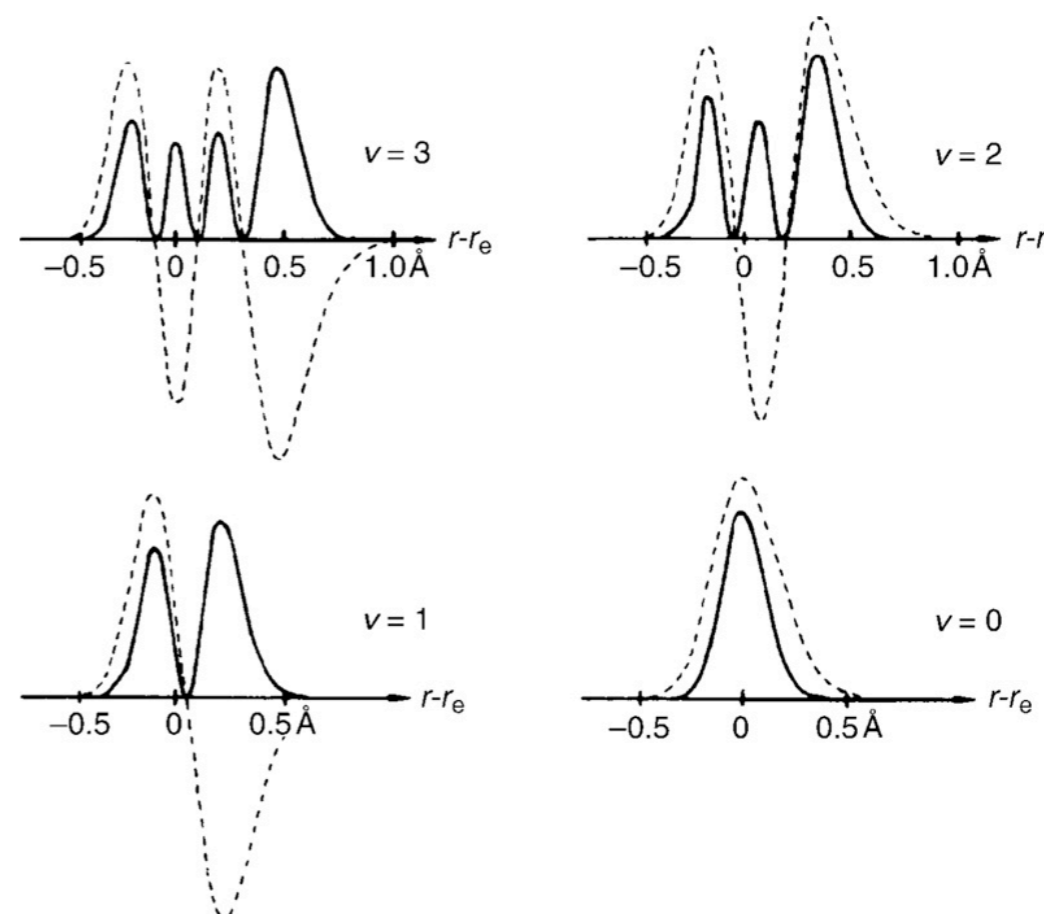 v = 3
r-re
−0.5 0 0.5 1.0Å
v = 2
r-r
−0.5 0 0.5 1.0Å
v = 1
r-re
−0.5 0 0.5Å
v = 0
r-re
−0.5 0 0.5Å